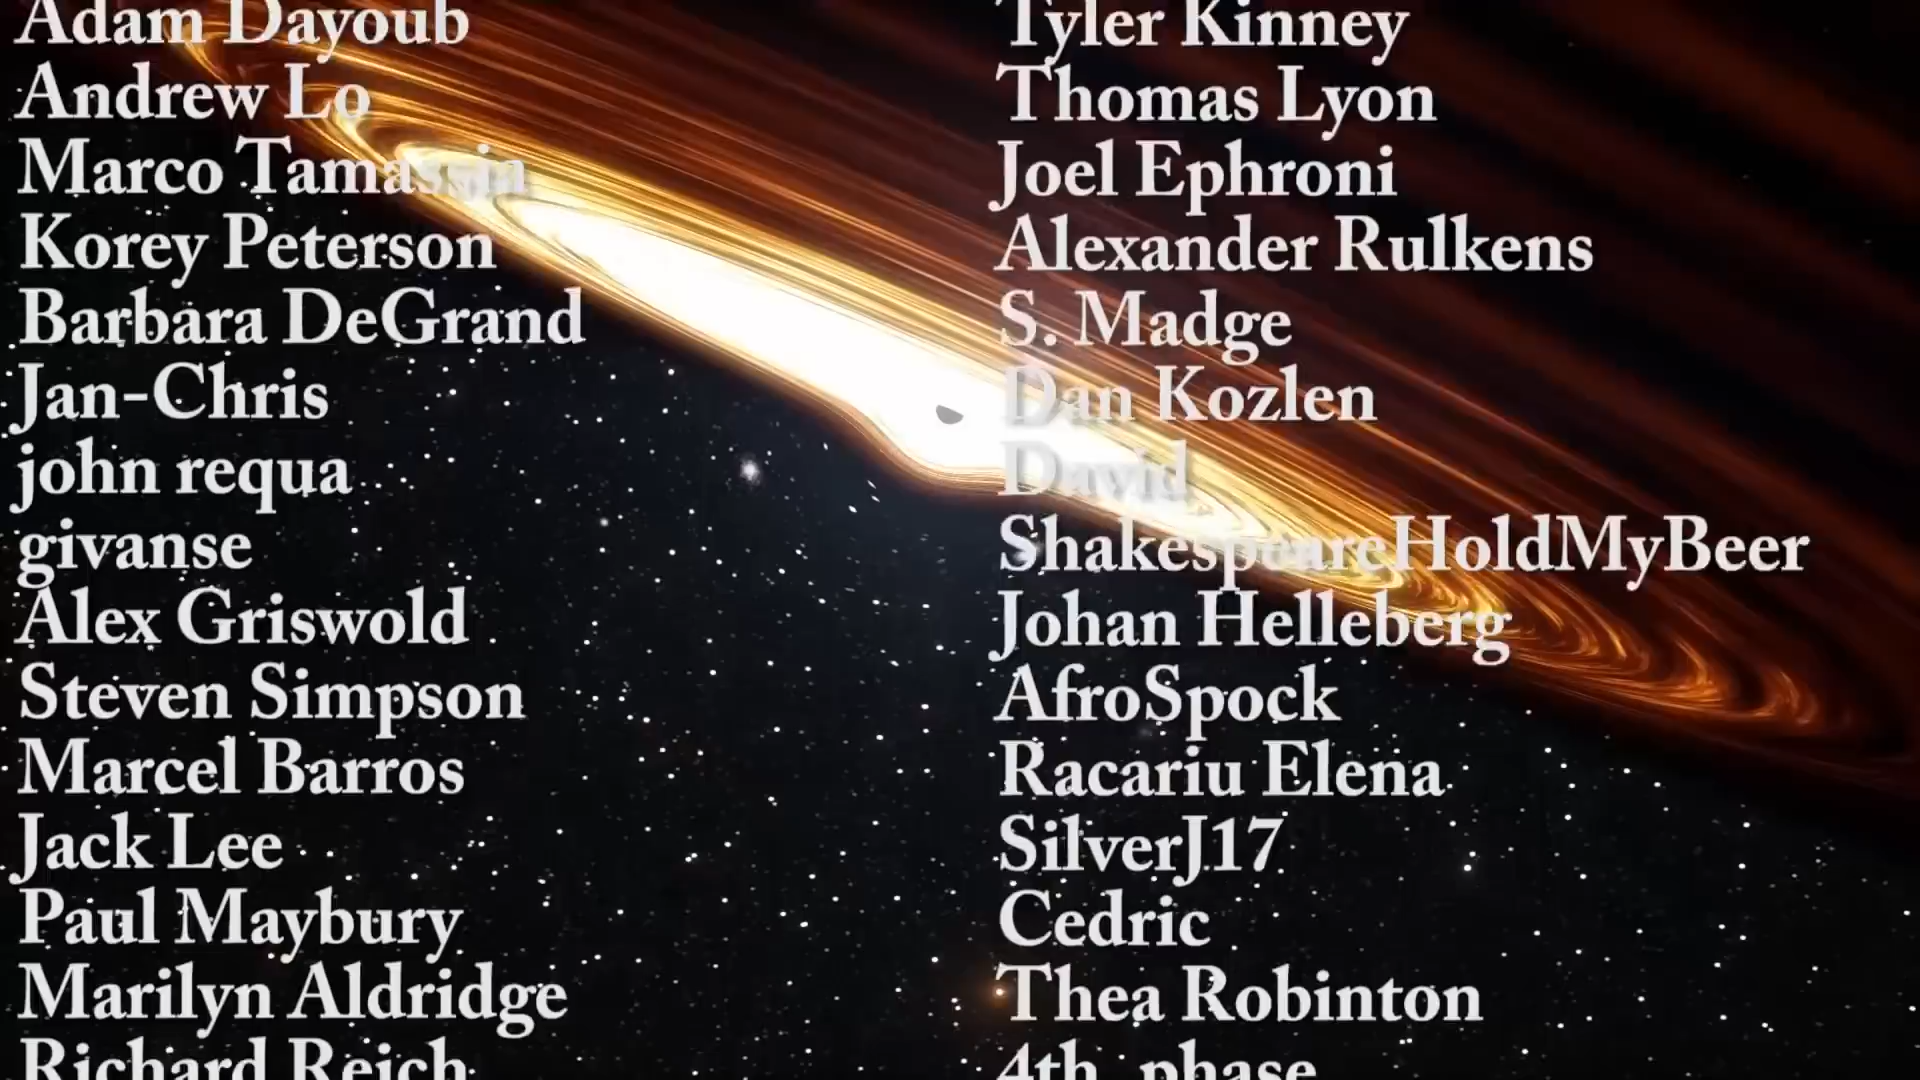 Adam Dayoub
Andrew Lo
Marco Tamassia
Korey Peterson
Barbara DeGrand
Jan-Chris
john requa
givanse
Alex Griswold
Steven Simpson
Marcel Barros
Jack Lee
Paul Maybury
Marilyn Aldridge
Richard Reich
Tyler Kinney
Thomas Lyon
Joel Ephroni
Alexander Rulkens
S. Madge
Dan Kozlen
David
ShakespeareHoldMyBeer
Johan Helleberg
AfroSpock
Racariu Elena
SilverJ17
Cedric
Thea Robinton
4th_phase